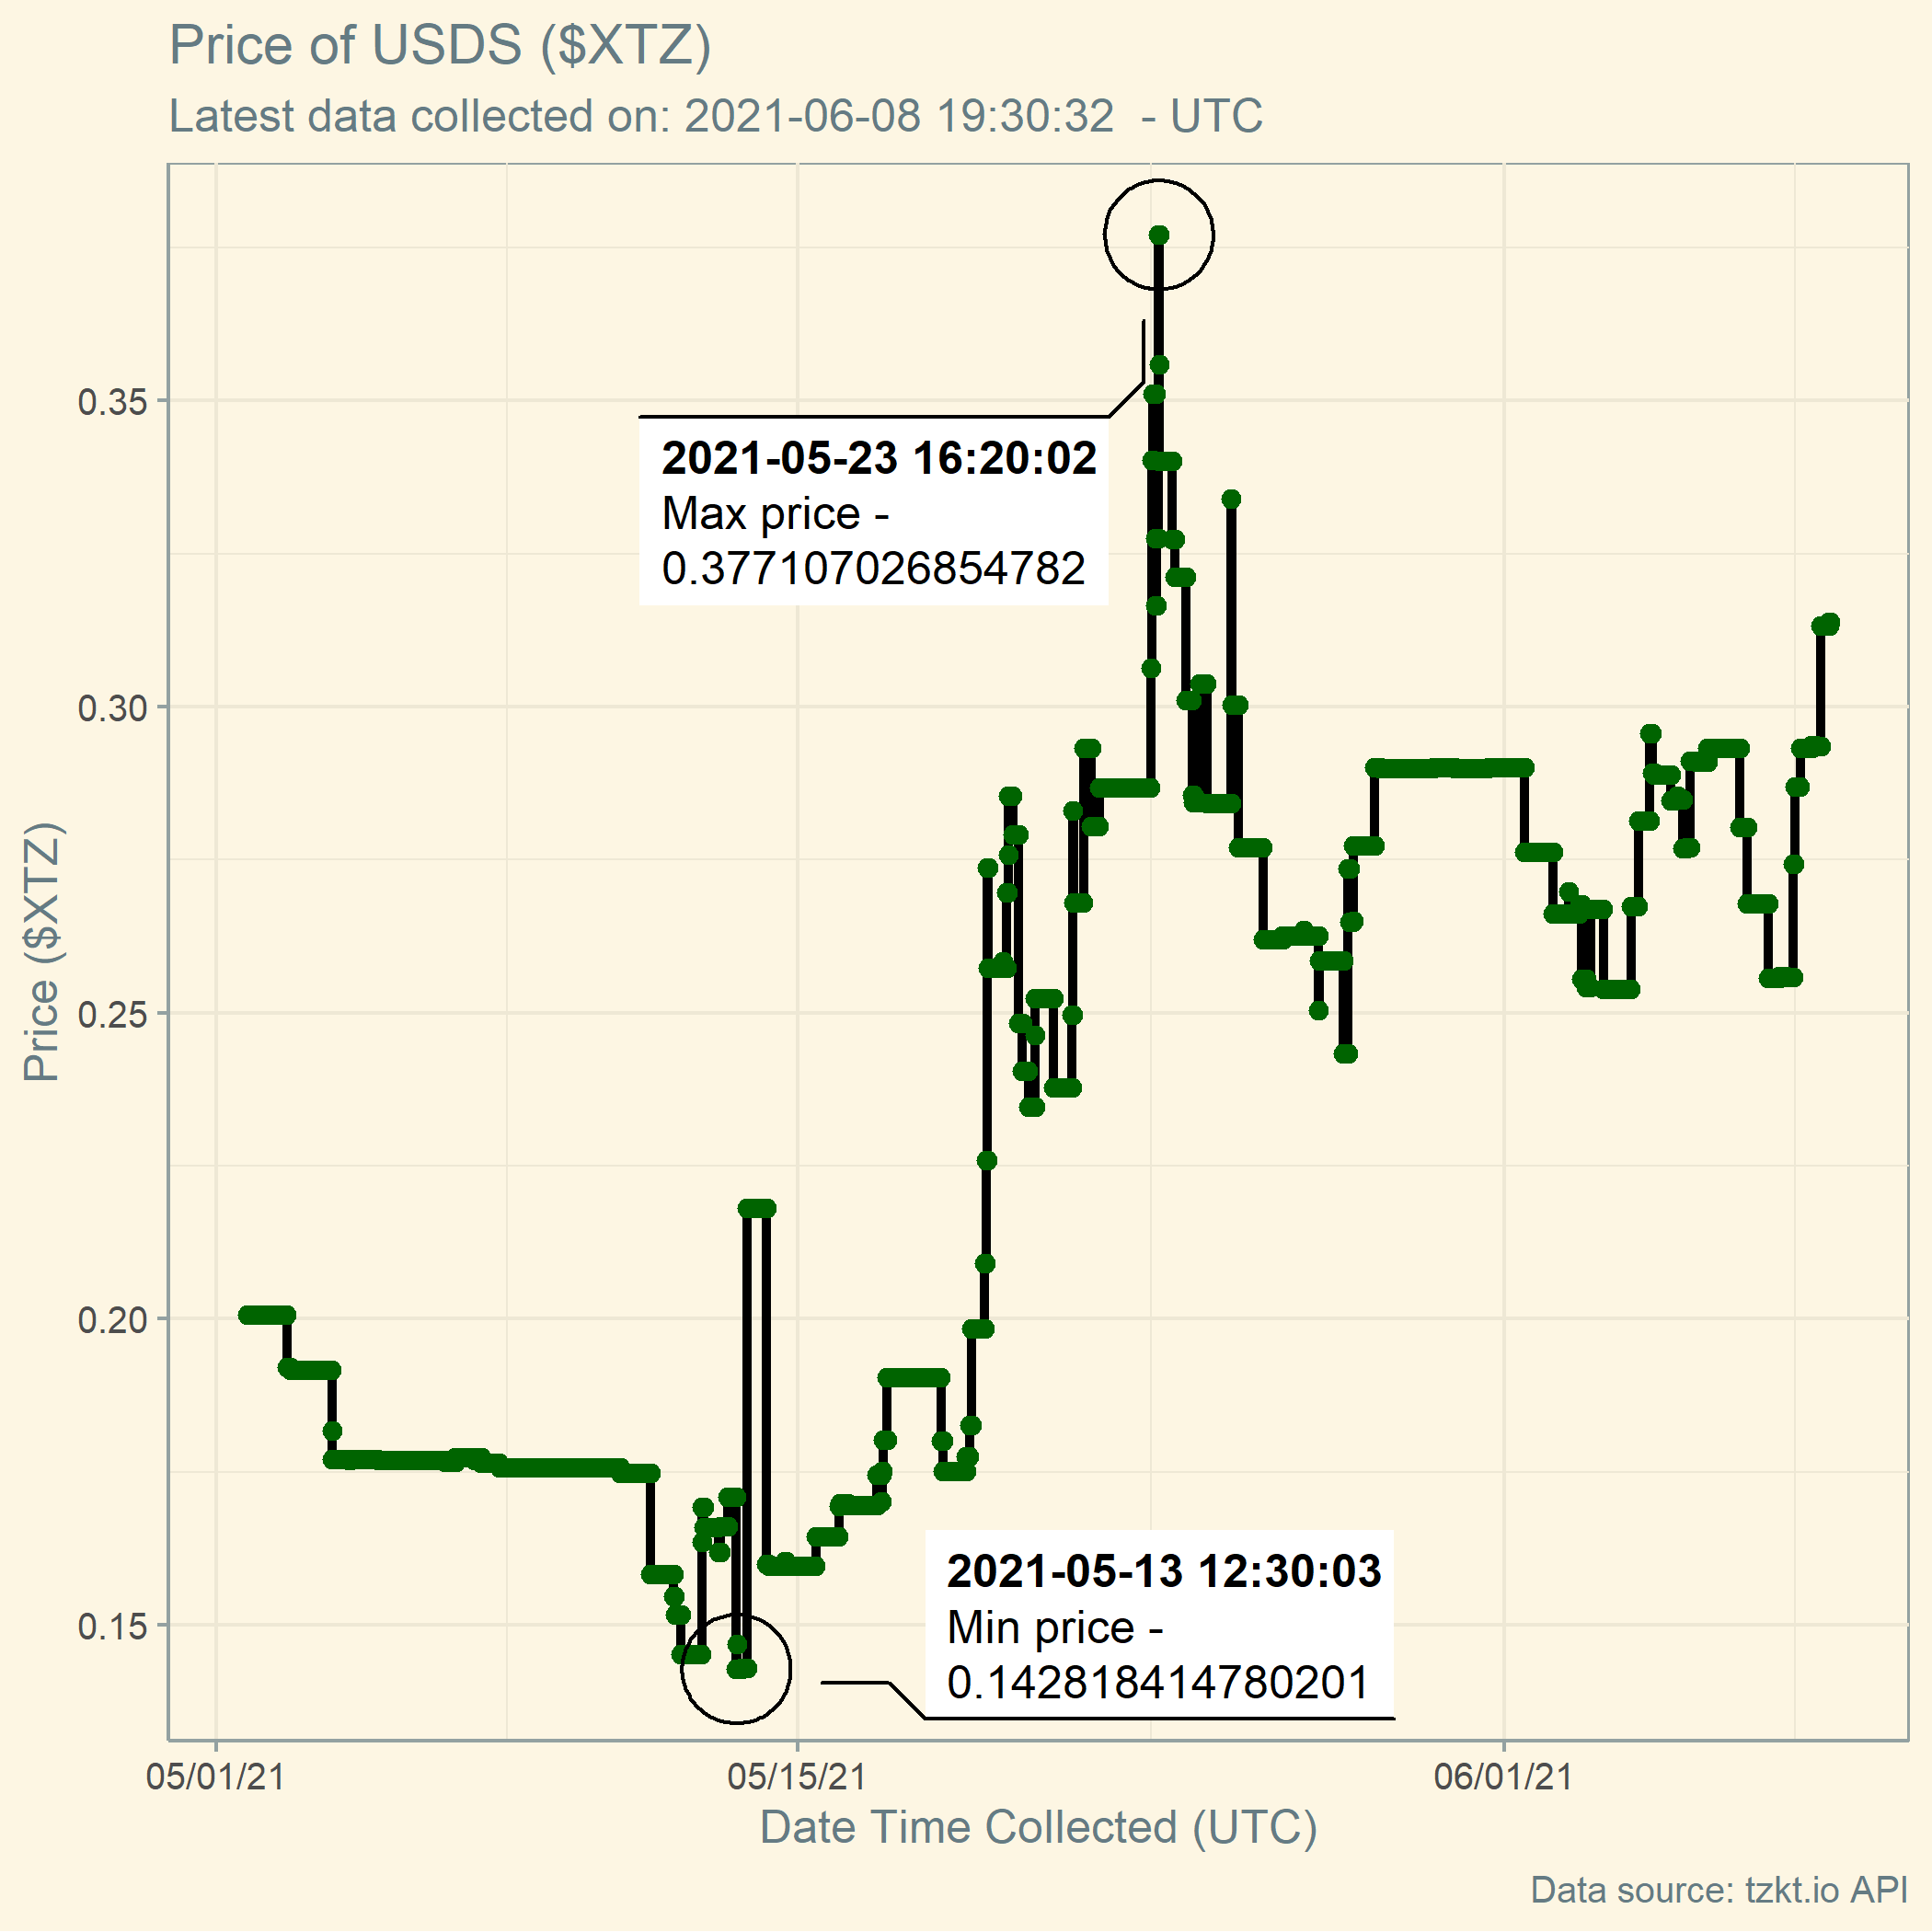 Price of USDS ($XTZ)
Latest data collected on: 2021-06-08 19:30:32  - UTC
Price ($XTZ)
0.35
0.30
0.25
0.20
0.15
2021-05-23 16:20:02
Max price -
0.377107026854782
2021-05-13 12:30:03
Min price -
0.142818414780201
05/01/21
05/15/21
06/01/21
Date Time Collected (UTC)
Data source: tzkt.io API